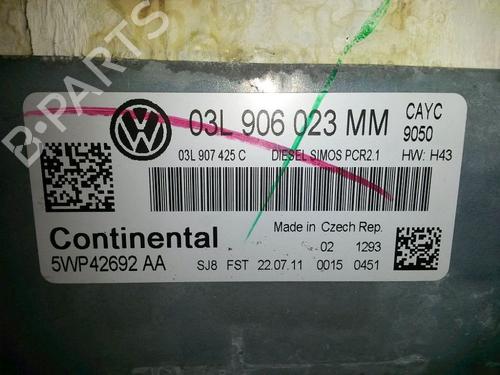 B-PARTS
03L 906 023 MM
CAYC
9050
03L 907 425 C DIESEL SIMOS PCR2.1 HW: H43
Continental
Made in Czech Rep.
02 1293
5WP42692 AA SJ8 FST 22.07.11 0015 0451